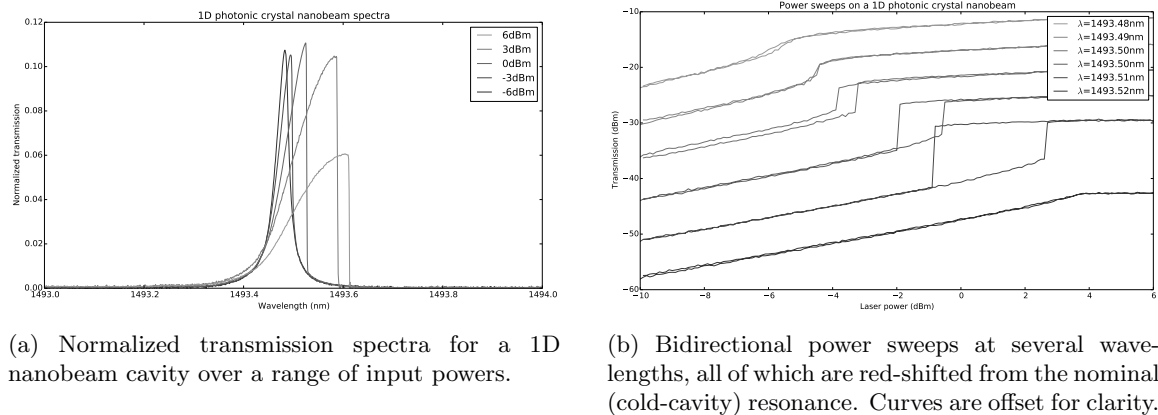 1D photonic crystal nanobeam spectra
0.12
0.10
0.08
0.06
0.04
0.02
0.00
Normalized transmission
6dBm
3dBm
0dBm
-3dBm
-6dBm
1493.0
1493.2
1493.4
1493.6
1493.8
1494.0
Wavelength (nm)
Power sweeps on a 1D photonic crystal nanobeam
−10
−20
−30
−40
−50
−60
Transmission (dBm)
λ=1493.48nm
λ=1493.49nm
λ=1493.50nm
λ=1493.50nm
λ=1493.51nm
λ=1493.52nm
−10
−8
−6
−4
−2
0
2
4
6
Laser power (dBm)
(a) Normalized transmission spectra for a 1D
nanobeam cavity over a range of input powers.
(b) Bidirectional power sweeps at several wave-
lengths, all of which are red-shifted from the nominal
(cold-cavity) resonance. Curves are offset for clarity.